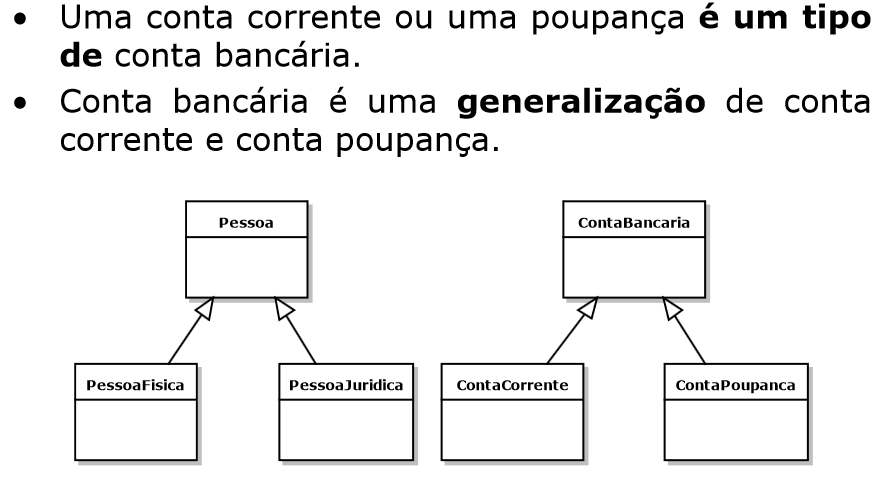 • Uma conta corrente ou uma poupança é um tipo
de conta bancária.
• Conta bancária é uma generalização de conta
corrente e conta poupança.
Pessoa
ContaBancaria
PessoaFisica
PessoaJuridica
ContaCorrente
ContaPoupanca